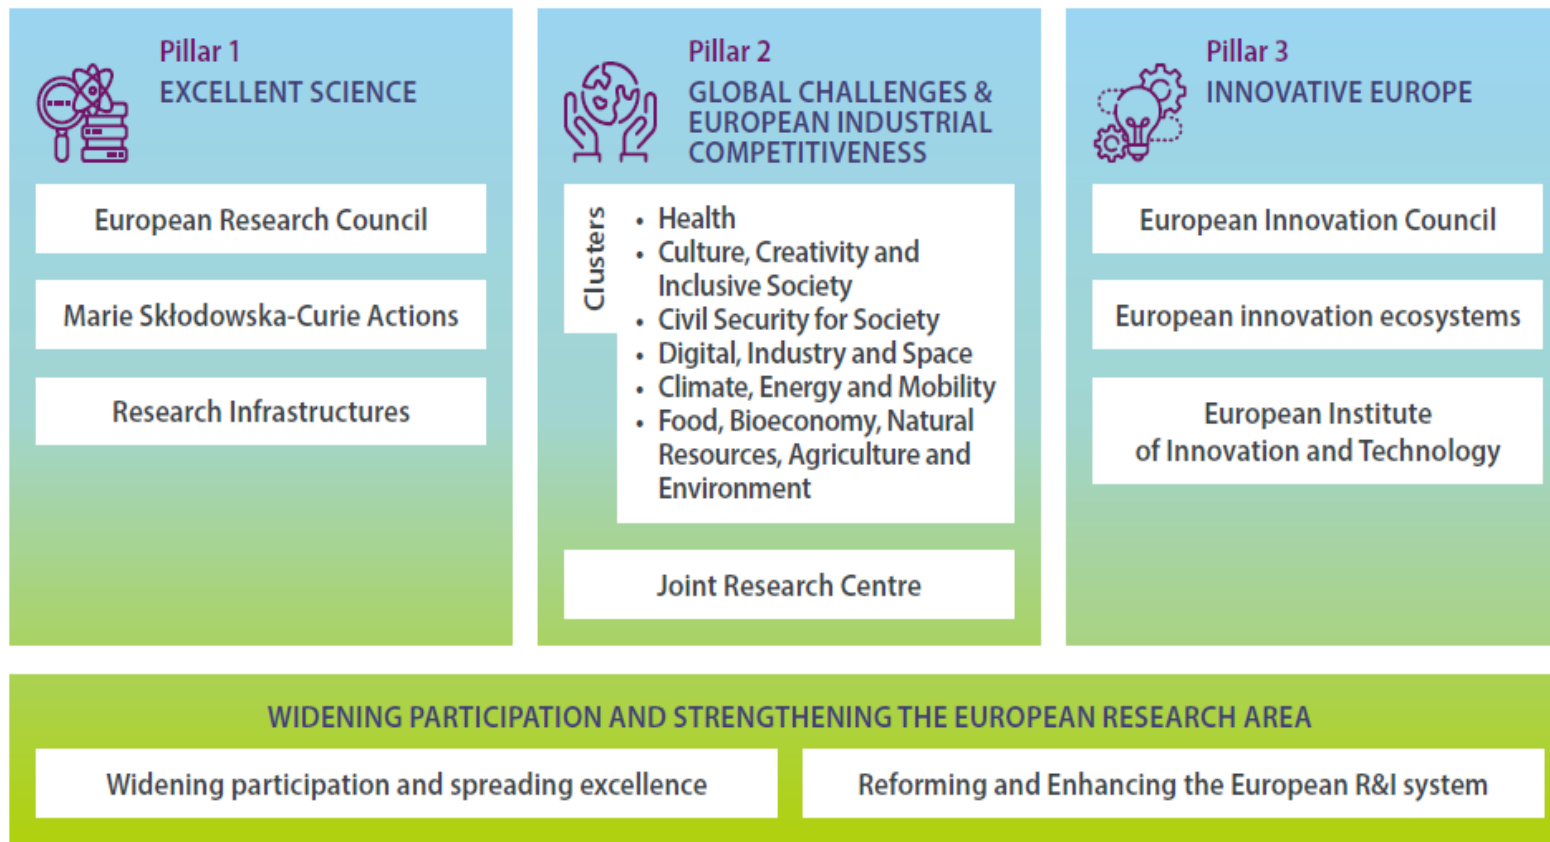 Pillar 1
EXCELLENT SCIENCE
European Research Council
Marie Skłodowska-Curie Actions
Research Infrastructures
Pillar 2
GLOBAL CHALLENGES &
EUROPEAN INDUSTRIAL
COMPETITIVENESS
Clusters
• Health
• Culture, Creativity and
Inclusive Society
• Civil Security for Society
• Digital, Industry and Space
• Climate, Energy and Mobility
• Food, Bioeconomy, Natural
Resources, Agriculture and
Environment
Joint Research Centre
Pillar 3
INNOVATIVE EUROPE
European Innovation Council
European innovation ecosystems
European Institute
of Innovation and Technology
WIDENING PARTICIPATION AND STRENGTHENING THE EUROPEAN RESEARCH AREA
Widening participation and spreading excellence
Reforming and Enhancing the European R&I system